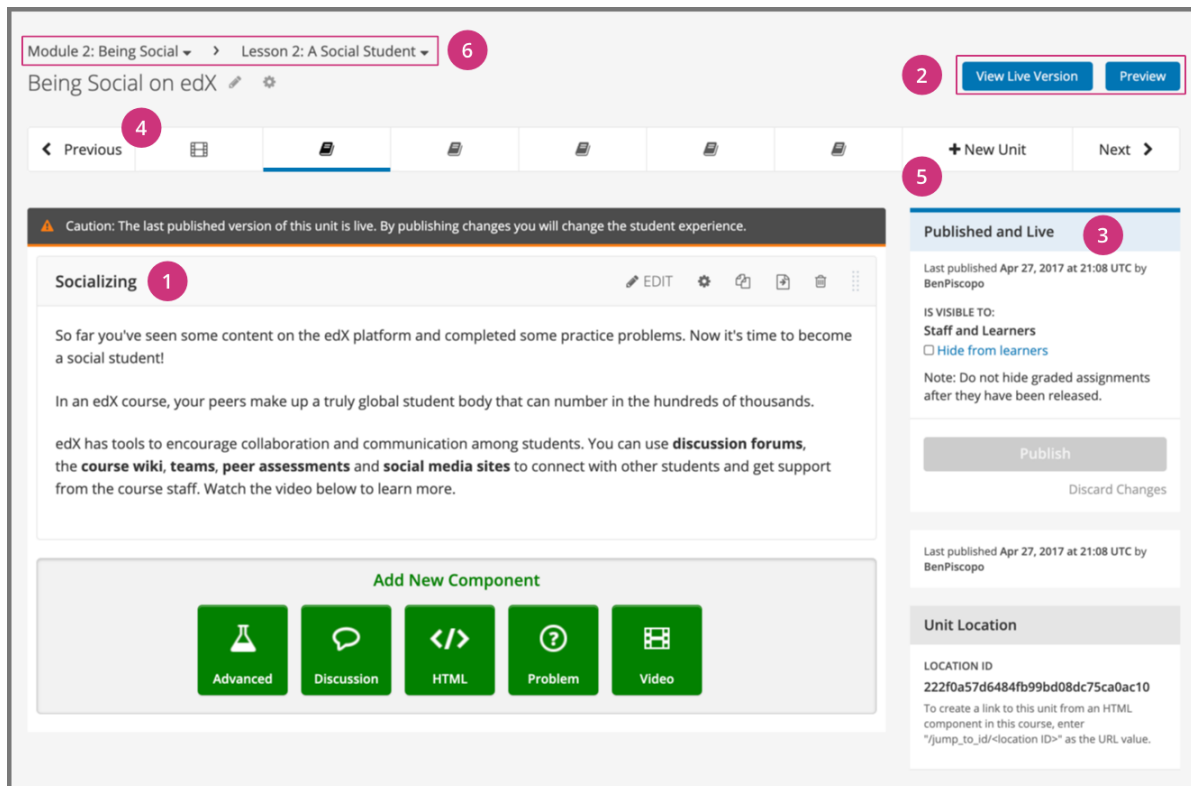 Module 2: Being Social > Lesson 2: A Social Student
6
Being Social on edX
2
View Live Version
Preview
4
Previous
+ New Unit
Next
5
Caution: The last published version of this unit is live. By publishing changes you will change the student experience.
Socializing
1
EDIT
So far you've seen some content on the edX platform and completed some practice problems. Now it's time to become
a social student!
In an edX course, your peers make up a truly global student body that can number in the hundreds of thousands.
edX has tools to encourage collaboration and communication among students. You can use discussion forums,
the course wiki, teams, peer assessments and social media sites to connect with other students and get support
from the course staff. Watch the video below to learn more.
Add New Component
Advanced
Discussion
</>
HTML
?
Problem
Video
Published and Live
3
Last published Apr 27, 2017 at 21:08 UTC by
BenPiscopo
IS VISIBLE TO:
Staff and Learners
Hide from learners
Note: Do not hide graded assignments
after they have been released.
Publish
Discard Changes
Last published Apr 27, 2017 at 21:08 UTC by
BenPiscopo
Unit Location
LOCATION ID
222f0a57d6484fb99bd08dc75ca0ac10
To create a link to this unit from an HTML
component in this course, enter
"/jump_to_id/<location ID>" as the URL value.